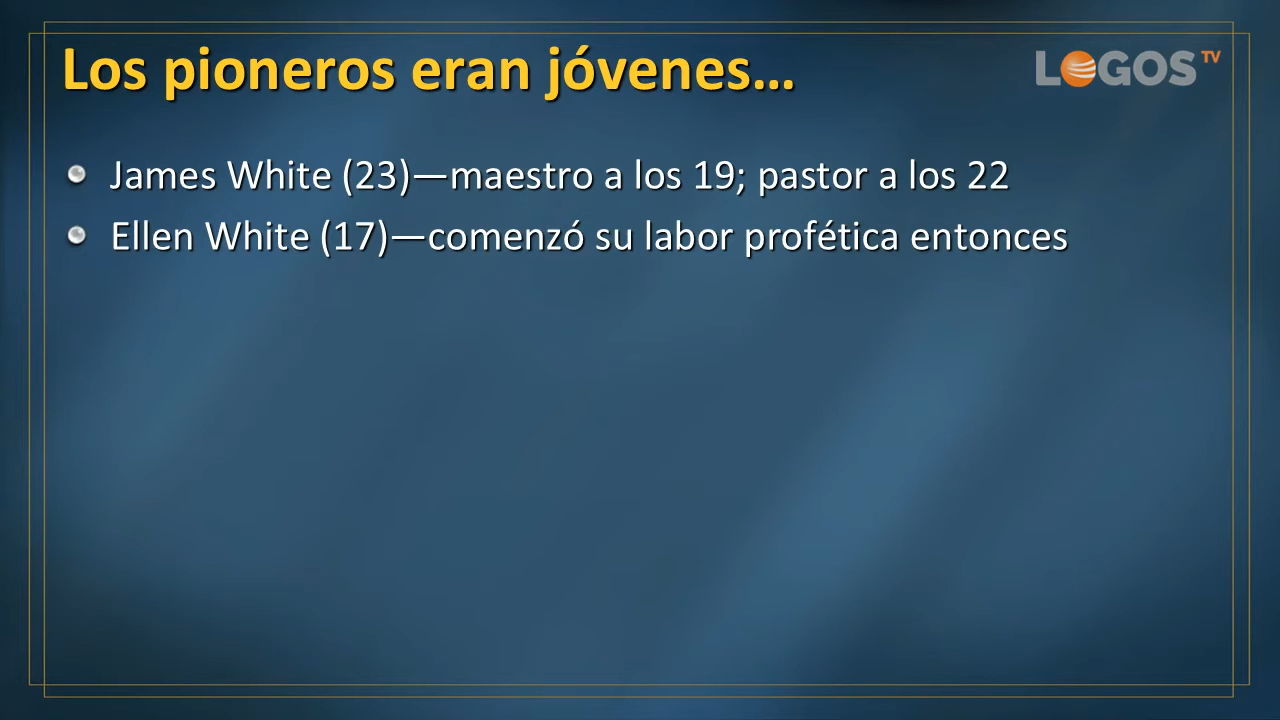 Los pioneros eran jóvenes...
LOGOS TV
James White (23)—maestro a los 19; pastor a los 22
Ellen White (17)—comenzó su labor profética entonces